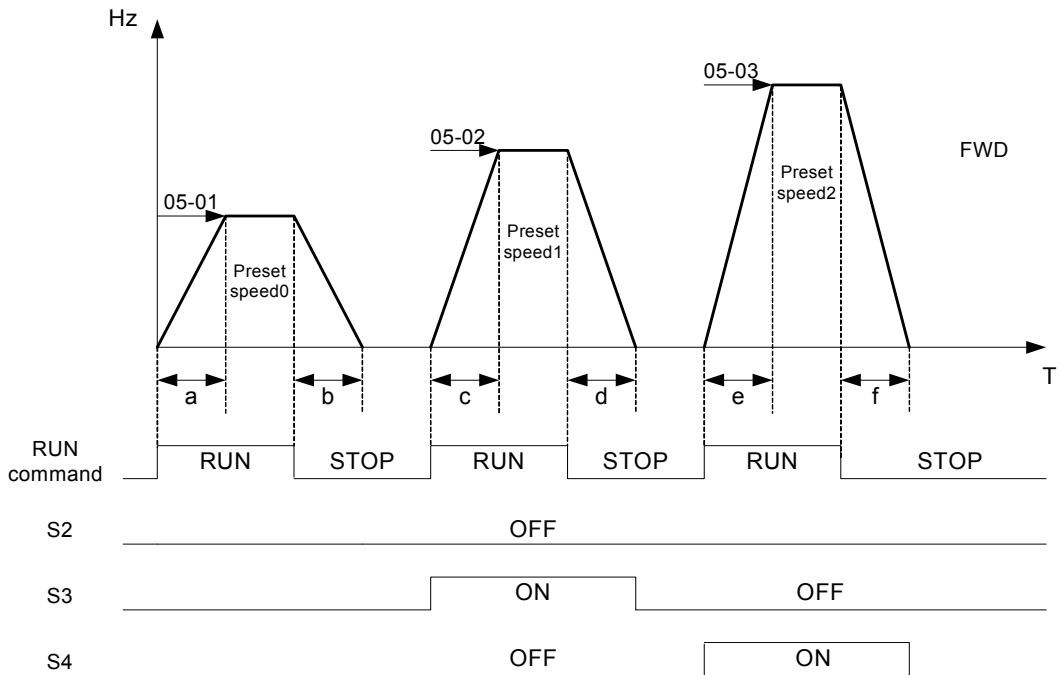 Hz
05-03
05-02
FWD
Preset
speed2
05-01
Preset
speed1
Preset
speed0
T
a
b
c
d
e
f
RUN
command
RUN
STOP
RUN
STOP
RUN
STOP
S2
OFF
S3
ON
OFF
S4
OFF
ON